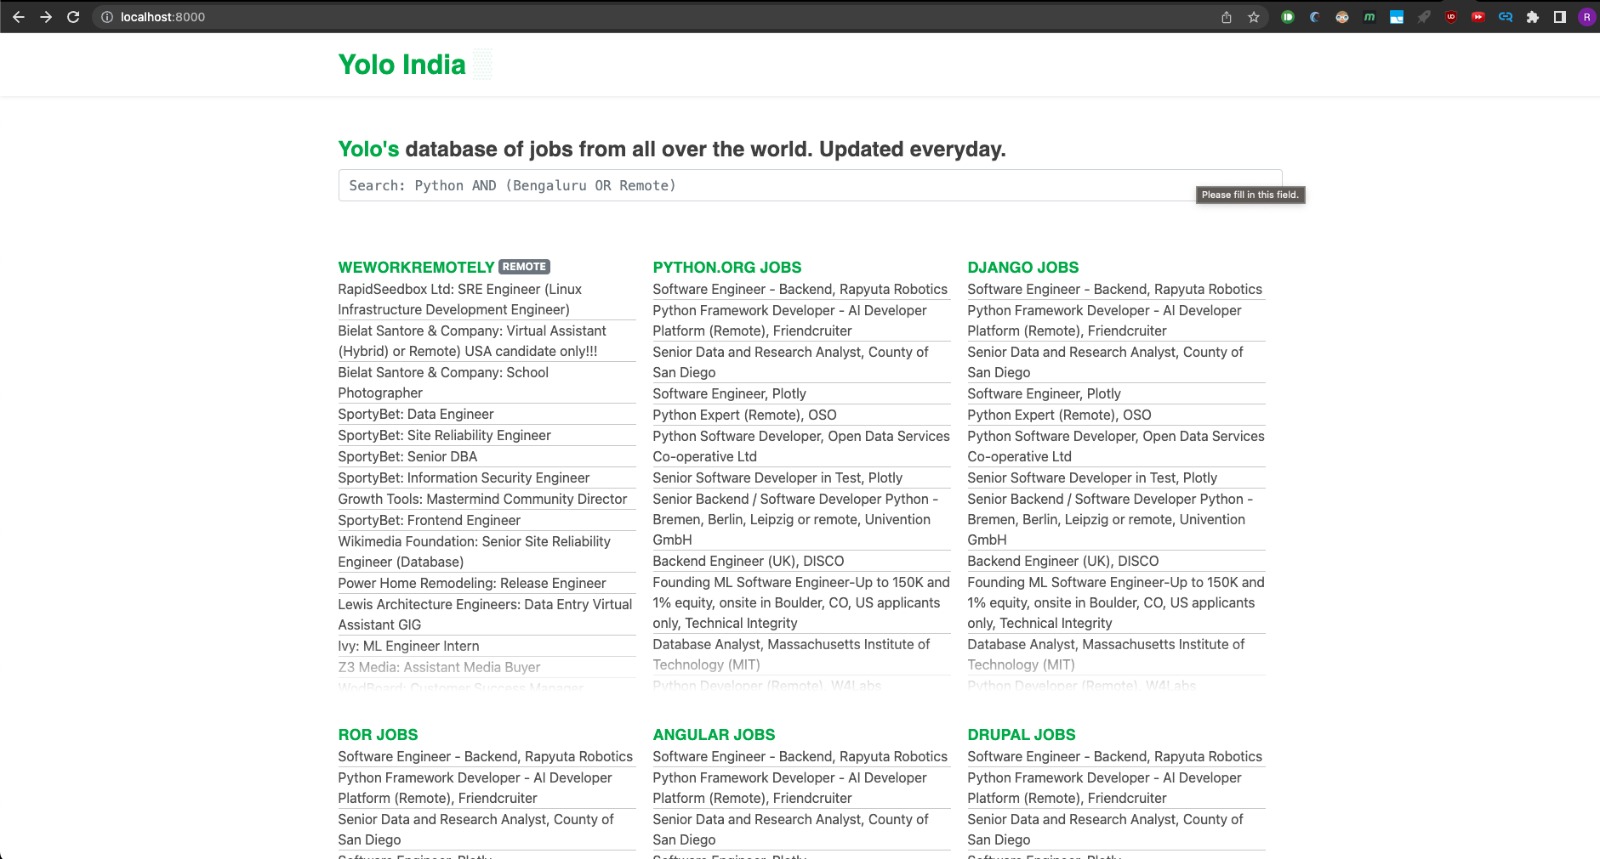 localhost:8000
R
Yolo India
Yolo's database of jobs from all over the world. Updated everyday.
Search: Python AND (Bengaluru OR Remote)
Please fill in this field.
WEWORKREMOTELY REMOTE
RapidSeedbox Ltd: SRE Engineer (Linux
Infrastructure Development Engineer)
Bielat Santore & Company: Virtual Assistant
(Hybrid) or Remote) USA candidate only!!!
Bielat Santore & Company: School
Photographer
SportyBet: Data Engineer
SportyBet: Site Reliability Engineer
SportyBet: Senior DBA
SportyBet: Information Security Engineer
Growth Tools: Mastermind Community Director
SportyBet: Frontend Engineer
Wikimedia Foundation: Senior Site Reliability
Engineer (Database)
Power Home Remodeling: Release Engineer
Lewis Architecture Engineers: Data Entry Virtual
Assistant GIG
Ivy: ML Engineer Intern
Z3 Media: Assistant Media Buyer
WodBoard: Customer Success Manager
PYTHON.ORG JOBS
Software Engineer - Backend, Rapyuta Robotics
Python Framework Developer - AI Developer
Platform (Remote), Friendcruiter
Senior Data and Research Analyst, County of
San Diego
Software Engineer, Plotly
Python Expert (Remote), OSO
Python Software Developer, Open Data Services
Co-operative Ltd
Senior Software Developer in Test, Plotly
Senior Backend / Software Developer Python -
Bremen, Berlin, Leipzig or remote, Univention
GmbH
Backend Engineer (UK), DISCO
Founding ML Software Engineer-Up to 150K and
1% equity, onsite in Boulder, CO, US applicants
only, Technical Integrity
Database Analyst, Massachusetts Institute of
Technology (MIT)
Python Developer (Remote), W4Labs
DJANGO JOBS
Software Engineer - Backend, Rapyuta Robotics
Python Framework Developer - AI Developer
Platform (Remote), Friendcruiter
Senior Data and Research Analyst, County of
San Diego
Software Engineer, Plotly
Python Expert (Remote), OSO
Python Software Developer, Open Data Services
Co-operative Ltd
Senior Software Developer in Test, Plotly
Senior Backend / Software Developer Python -
Bremen, Berlin, Leipzig or remote, Univention
GmbH
Backend Engineer (UK), DISCO
Founding ML Software Engineer-Up to 150K and
1% equity, onsite in Boulder, CO, US applicants
only, Technical Integrity
Database Analyst, Massachusetts Institute of
Technology (MIT)
Python Developer (Remote), W4Labs
ROR JOBS
Software Engineer - Backend, Rapyuta Robotics
Python Framework Developer - AI Developer
Platform (Remote), Friendcruiter
Senior Data and Research Analyst, County of
San Diego
Software Engineer, Plotly
ANGULAR JOBS
Software Engineer - Backend, Rapyuta Robotics
Python Framework Developer - AI Developer
Platform (Remote), Friendcruiter
Senior Data and Research Analyst, County of
San Diego
Software Engineer, Plotly
DRUPAL JOBS
Software Engineer - Backend, Rapyuta Robotics
Python Framework Developer - AI Developer
Platform (Remote), Friendcruiter
Senior Data and Research Analyst, County of
San Diego
Software Engineer, Plotly